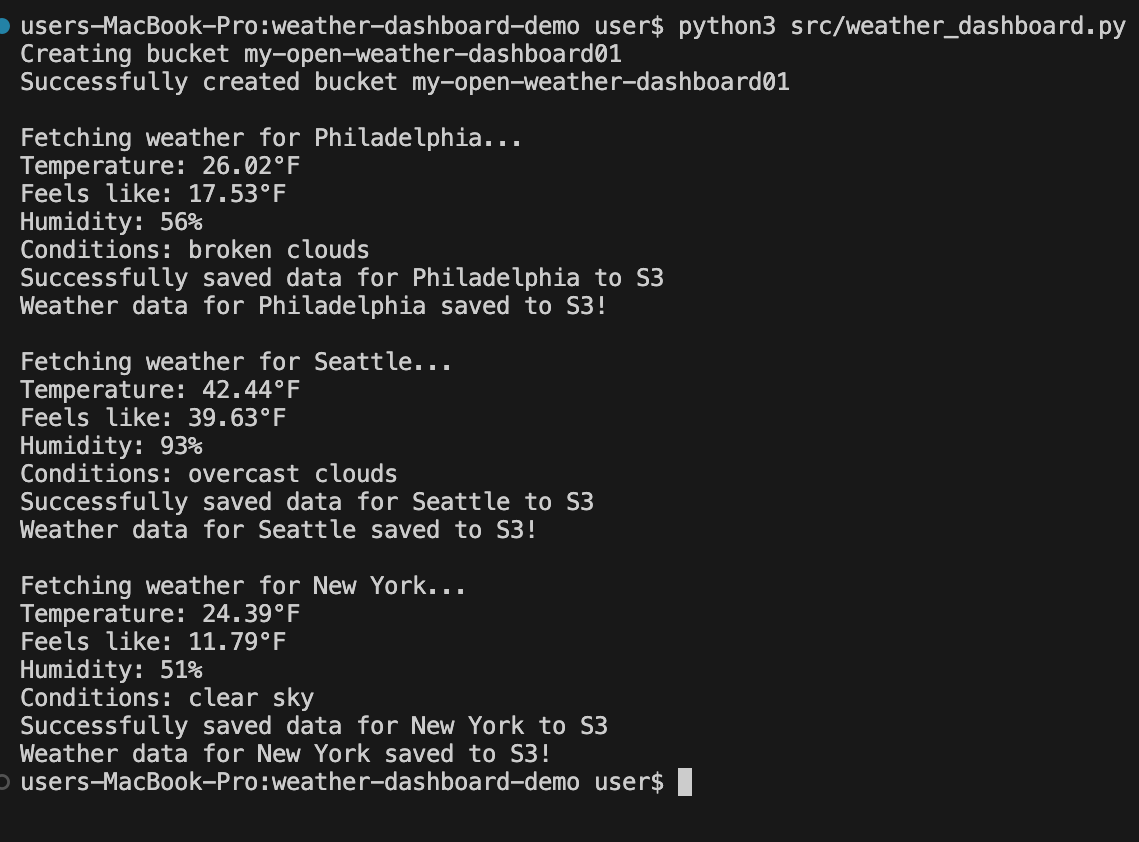 users-MacBook-Pro:weather-dashboard-demo user$ python3 src/weather_dashboard.py
Creating bucket my-open-weather-dashboard01
Successfully created bucket my-open-weather-dashboard01
Fetching weather for Philadelphia...
Temperature: 26.02°F
Feels like: 17.53°F
Humidity: 56%
Conditions: broken clouds
Successfully saved data for Philadelphia to S3
Weather data for Philadelphia saved to S3!
Fetching weather for Seattle...
Temperature: 42.44°F
Feels like: 39.63°F
Humidity: 93%
Conditions: overcast clouds
Successfully saved data for Seattle to S3
Weather data for Seattle saved to S3!
Fetching weather for New York...
Temperature: 24.39°F
Feels like: 11.79°F
Humidity: 51%
Conditions: clear sky
Successfully saved data for New York to S3
Weather data for New York saved to S3!
users-MacBook-Pro:weather-dashboard-demo user$